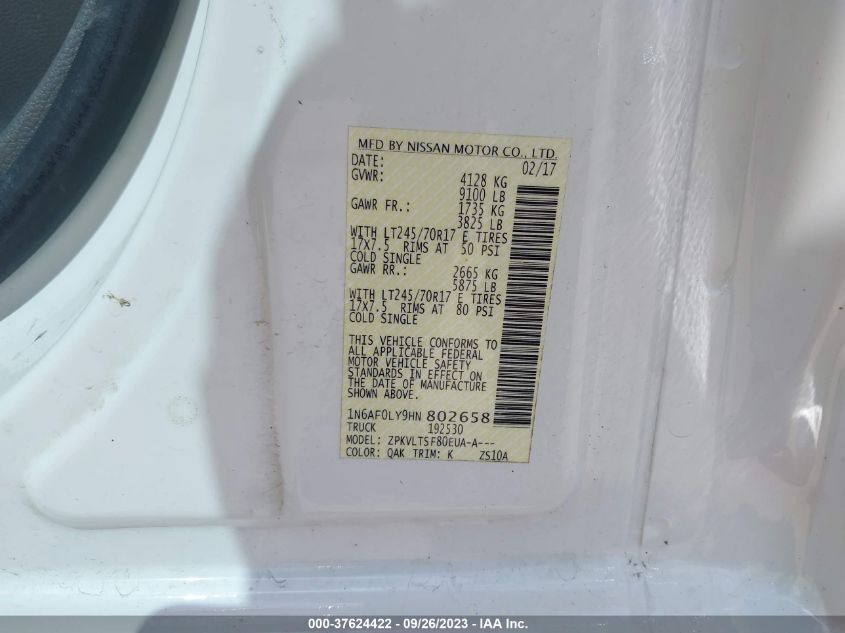 MFD BY NISSAN MOTOR CO., LTD.
DATE: 02/17
GVWR: 4128 KG
9100 LB
GAWR FR.: 1735 KG
3825 LB
WITH LT245/70R17 E TIRES
17X7.5 RIMS AT 50 PSI
COLD SINGLE
GAWR RR.: 2665 KG
5875 LB
WITH LT245/70R17 E TIRES
17X7.5 RIMS AT 80 PSI
COLD SINGLE
THIS VEHICLE CONFORMS TO
ALL APPLICABLE FEDERAL
MOTOR VEHICLE SAFETY
STANDARDS IN EFFECT ON
THE DATE OF MANUFACTURE
SHOWN ABOVE.
1N6AF0LY9HN 802658
TRUCK 192530
MODEL: ZPKVLTSF80EUA-A---
COLOR: QAK TRIM: K ZS10A
000-37624422 - 09/26/2023 - IAA Inc.